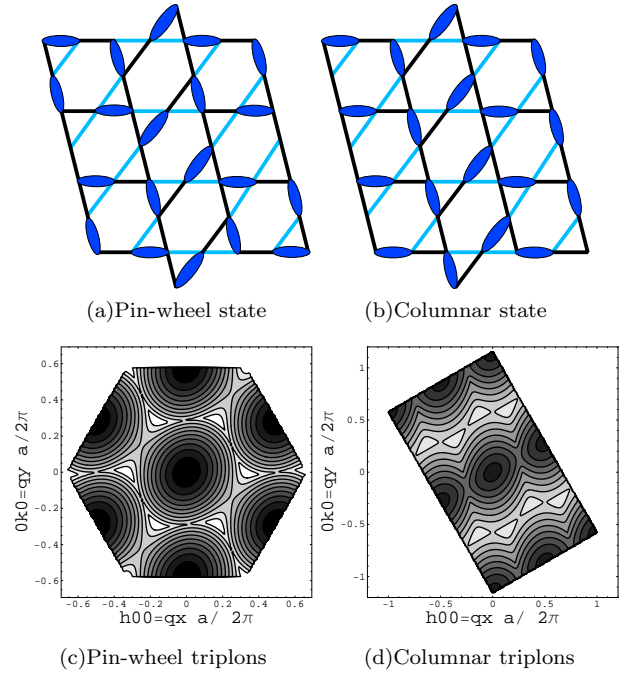 (a)Pin-wheel state
(b)Columnar state
0.6
0.4
0.2
0
-0.2
-0.4
-0.6
0k0=qy a/2π
-0.6 -0.4 -0.2 0 0.2 0.4 0.6
h00=qx a/ 2π
1
0.5
0
-0.5
-1
0k0=qy a/2π
-1 -0.5 0 0.5 1
h00=qx a/ 2π
(c)Pin-wheel triplons
(d)Columnar triplons